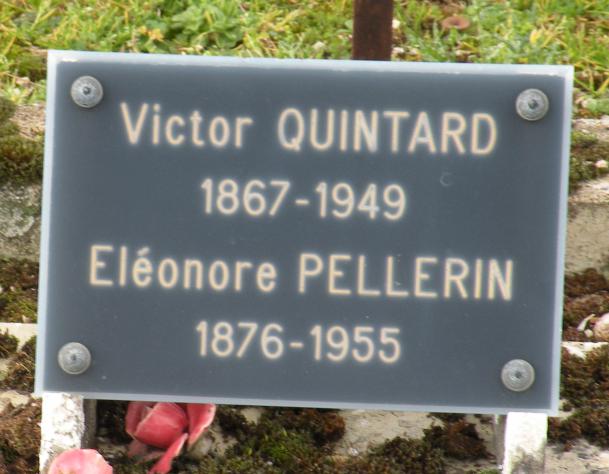 Victor QUINTARD
1867-1949
Eléonore PELLERIN
1876-1955